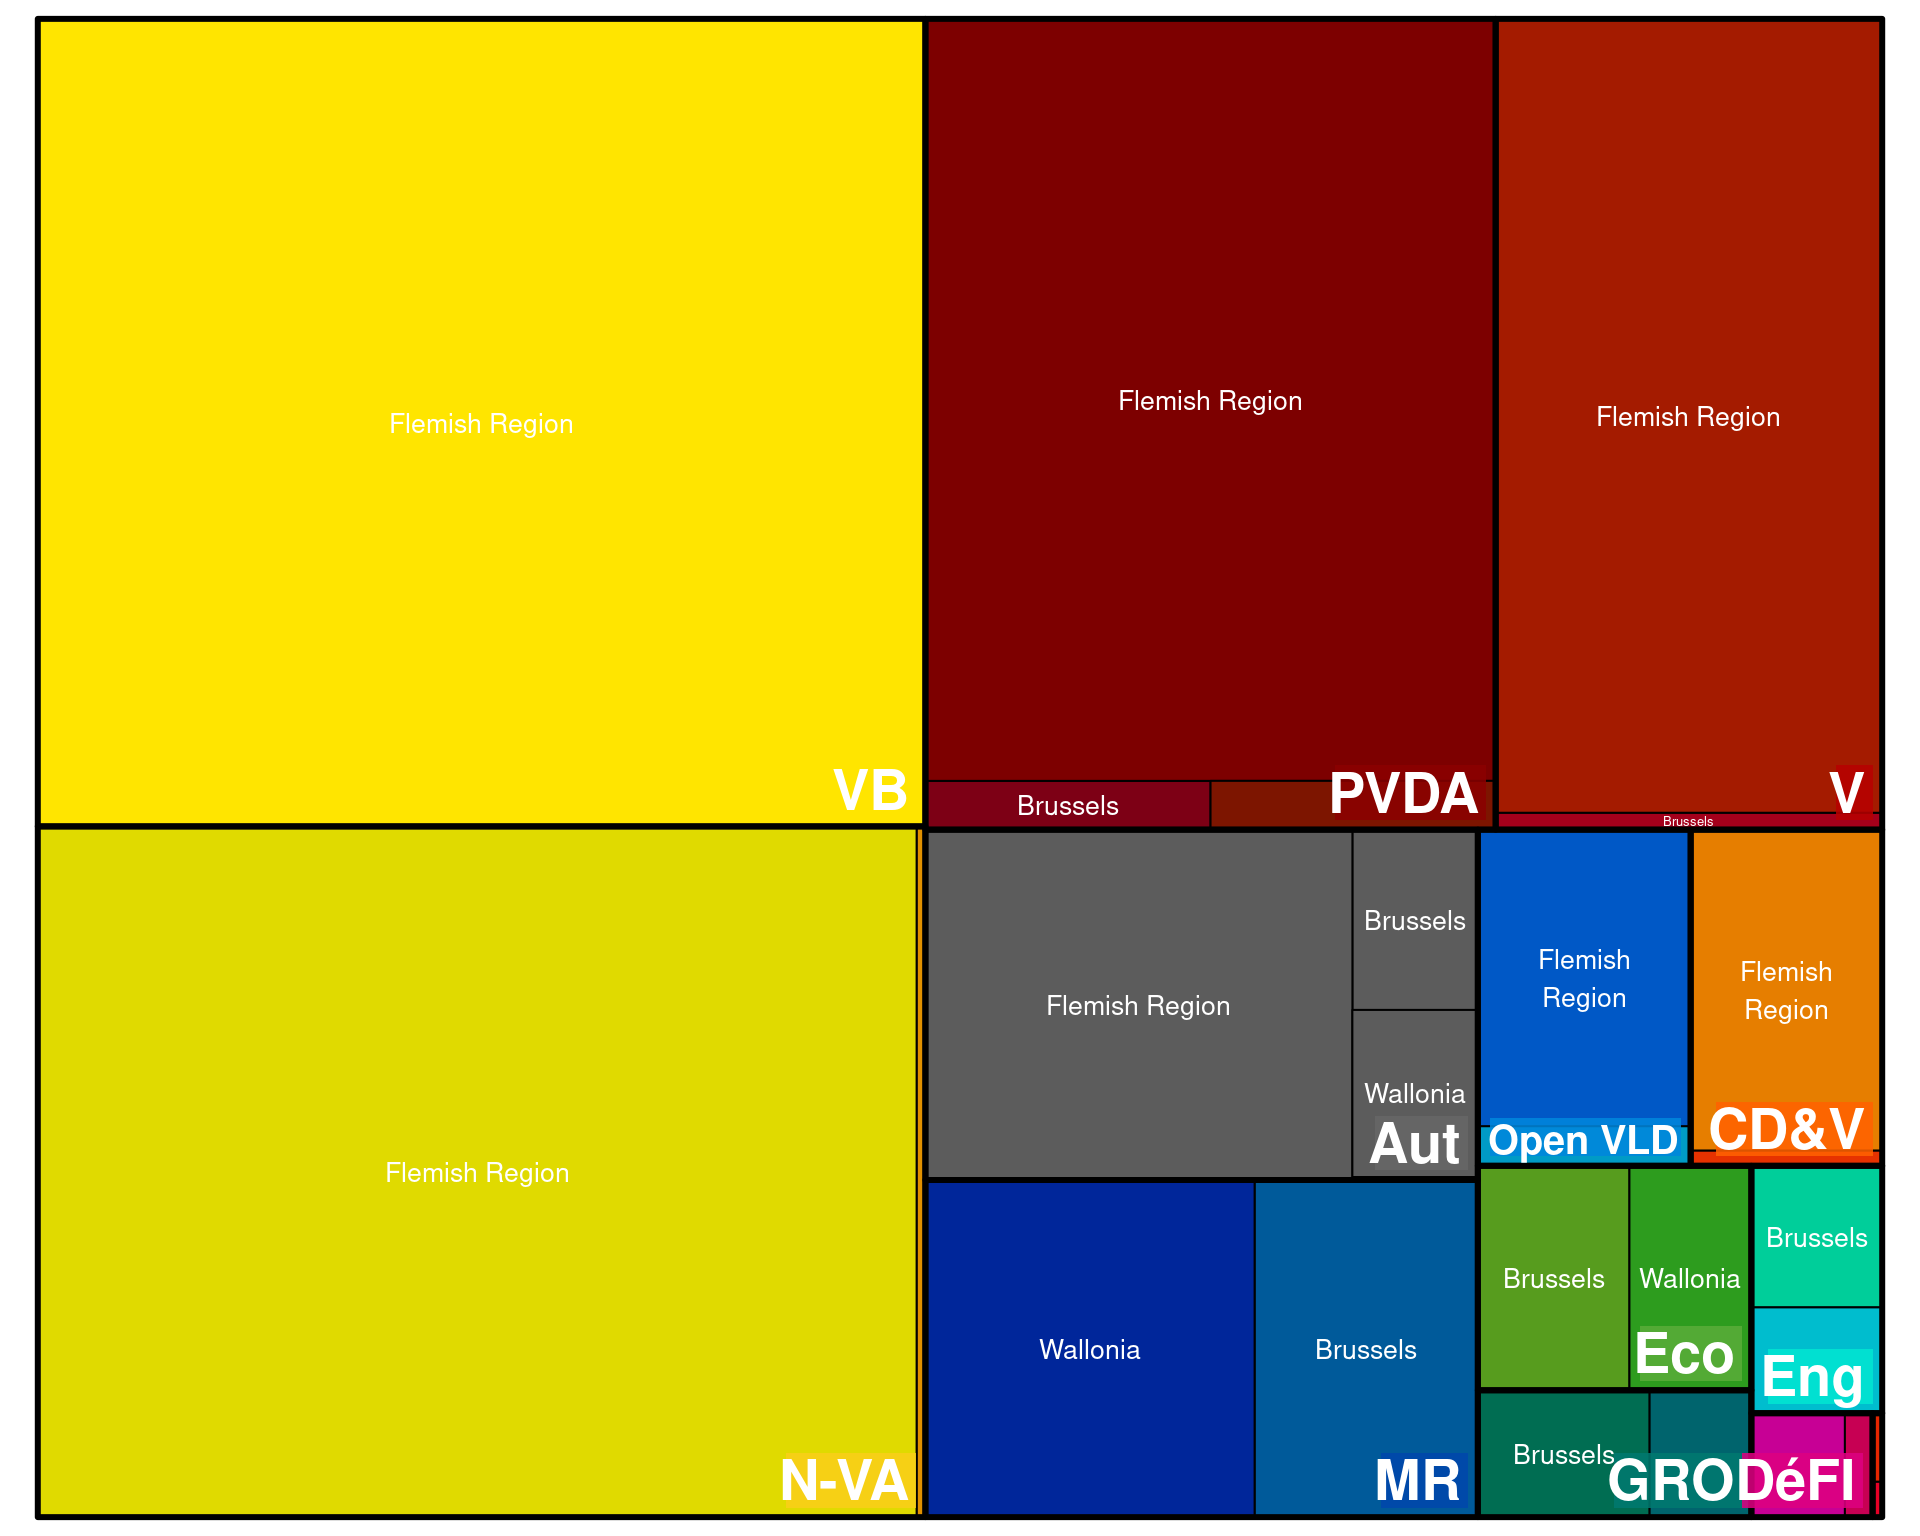 Flemish Region
VB
Flemish Region
Brussels
PVDA
Flemish Region
V
Brussels
Flemish Region
N-VA
Flemish Region
Brussels
Wallonia
Aut
Flemish
Region
Open VLD
Flemish
Region
CD&V
Wallonia
Brussels
MR
Brussels
Wallonia
Eco
Brussels
Eng
Brussels
GRO
DéFI